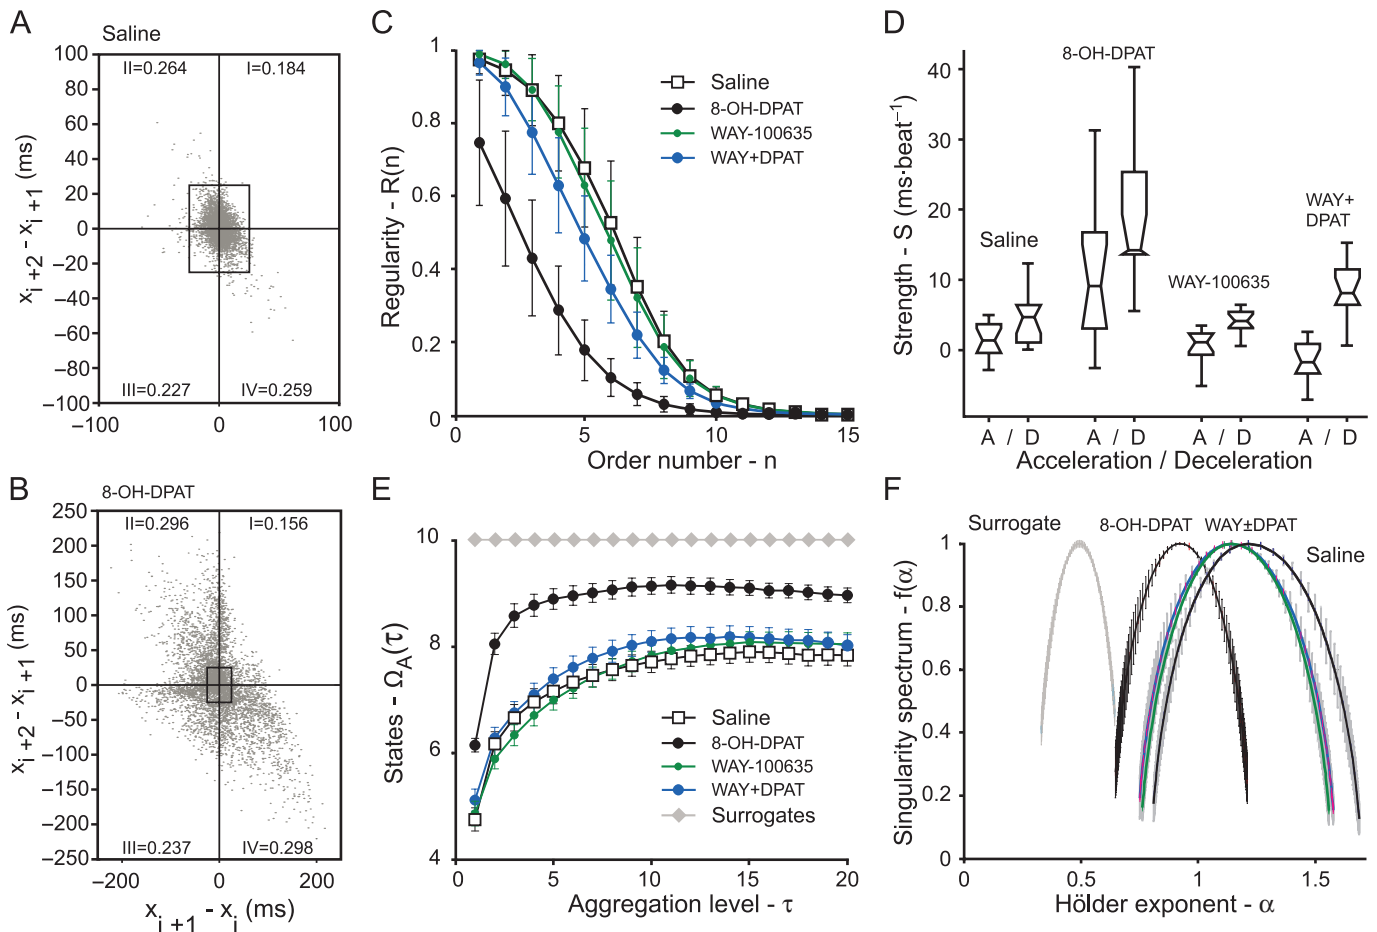 A
Saline
II=0.264
I=0.184
III=0.227
IV=0.259
100
80
60
40
20
0
−20
−40
−60
−80
−100
-100
0
100
x i+2 − x i+1 (ms)
B
8-OH-DPAT
II=0.296
I=0.156
III=0.237
IV=0.298
250
200
150
100
50
0
−50
−100
−150
−200
−250
−200
0
200
x i+2 − x i+1 (ms)
x i+1 − x i (ms)
C
1
0.8
0.6
0.4
0.2
0
0
5
10
15
Regularity - R(n)
Order number - n
Saline
8-OH-DPAT
WAY-100635
WAY+DPAT
D
8-OH-DPAT
Saline
WAY-100635
WAY+
DPAT
40
30
20
10
0
Strength - S (ms·beat⁻¹)
A / D
A / D
A / D
A / D
Acceleration / Deceleration
E
10
8
6
4
0
5
10
15
20
States - Ω A (τ)
Aggregation level - τ
Saline
8-OH-DPAT
WAY-100635
WAY+DPAT
Surrogates
F
Surrogate
8-OH-DPAT
WAY±DPAT
Saline
1
0.8
0.6
0.4
0.2
0
0
0.5
1
1.5
Singularity spectrum - f(α)
Hölder exponent - α